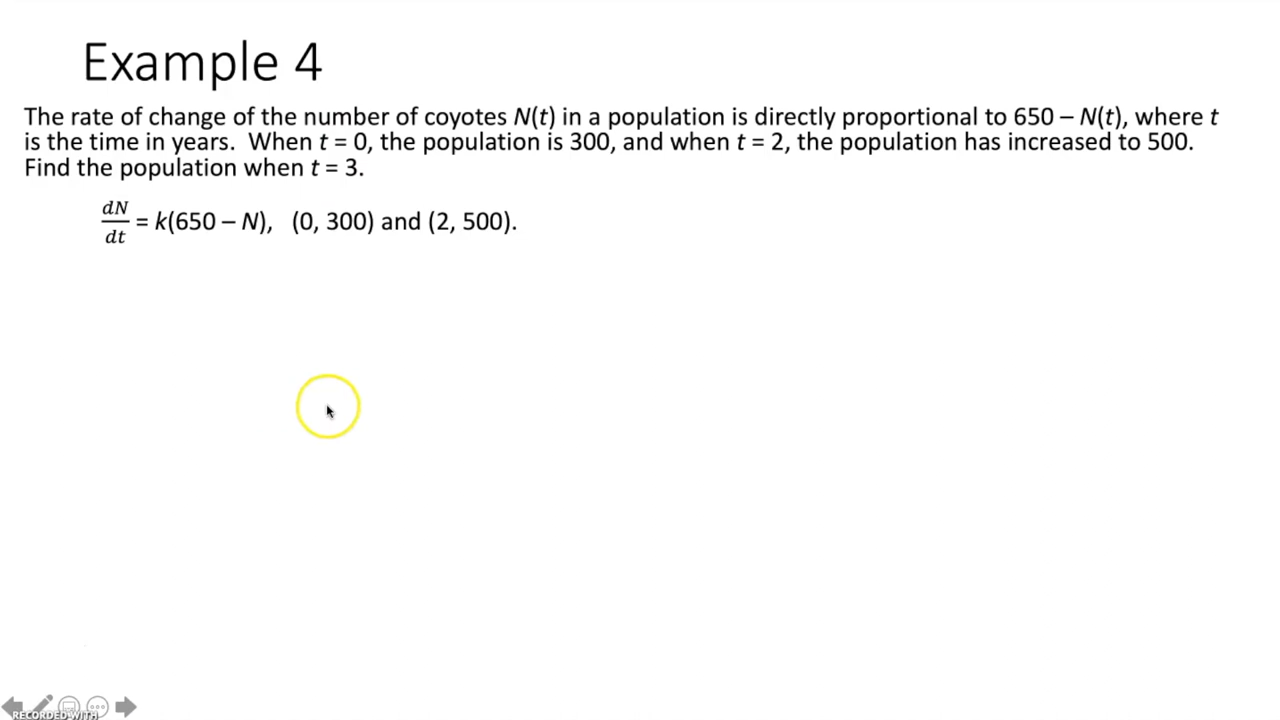 Example 4
The rate of change of the number of coyotes N(t) in a population is directly proportional to 650 – N(t), where t
is the time in years.  When t = 0, the population is 300, and when t = 2, the population has increased to 500.
Find the population when t = 3.
dN/dt = k(650 – N),   (0, 300) and (2, 500).
RECORDED WITH